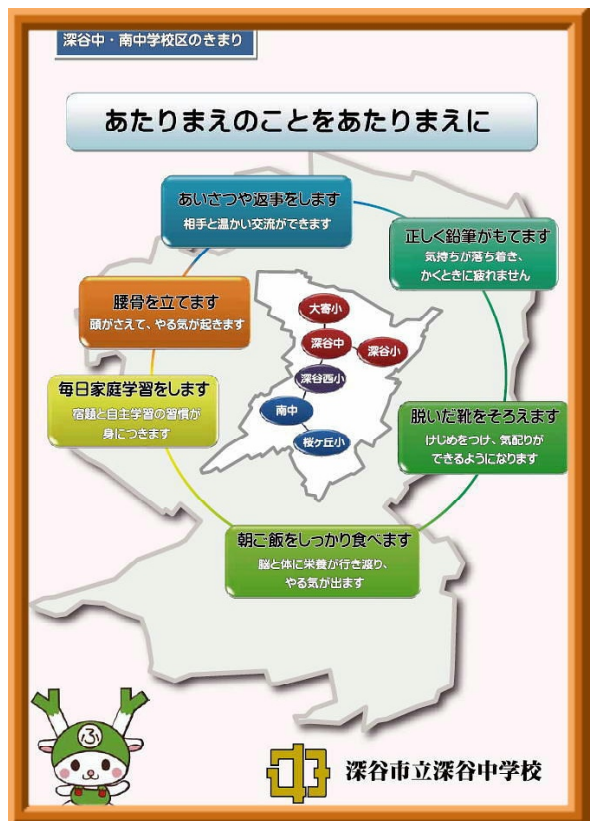 深谷中・南中学校区のきまり
あたりまえのことをあたりまえに
あいさつや返事をします
相手と温かい交流ができます
正しく鉛筆がもてます
気持ちが落ち着き、
かくときに疲れません
腰骨を立てます
頭がさえて、やる気が起きます
大寄小
深谷中
深谷小
深谷西小
南中
桜ヶ丘小
毎日家庭学習をします
宿題と自主学習の習慣が
身につきます
脱いだ靴をそろえます
けじめをつけ、気配りが
できるようになります
朝ご飯をしっかり食べます
脳と体に栄養が行き渡り、
やる気が出ます
ふ
中
深谷市立深谷中学校